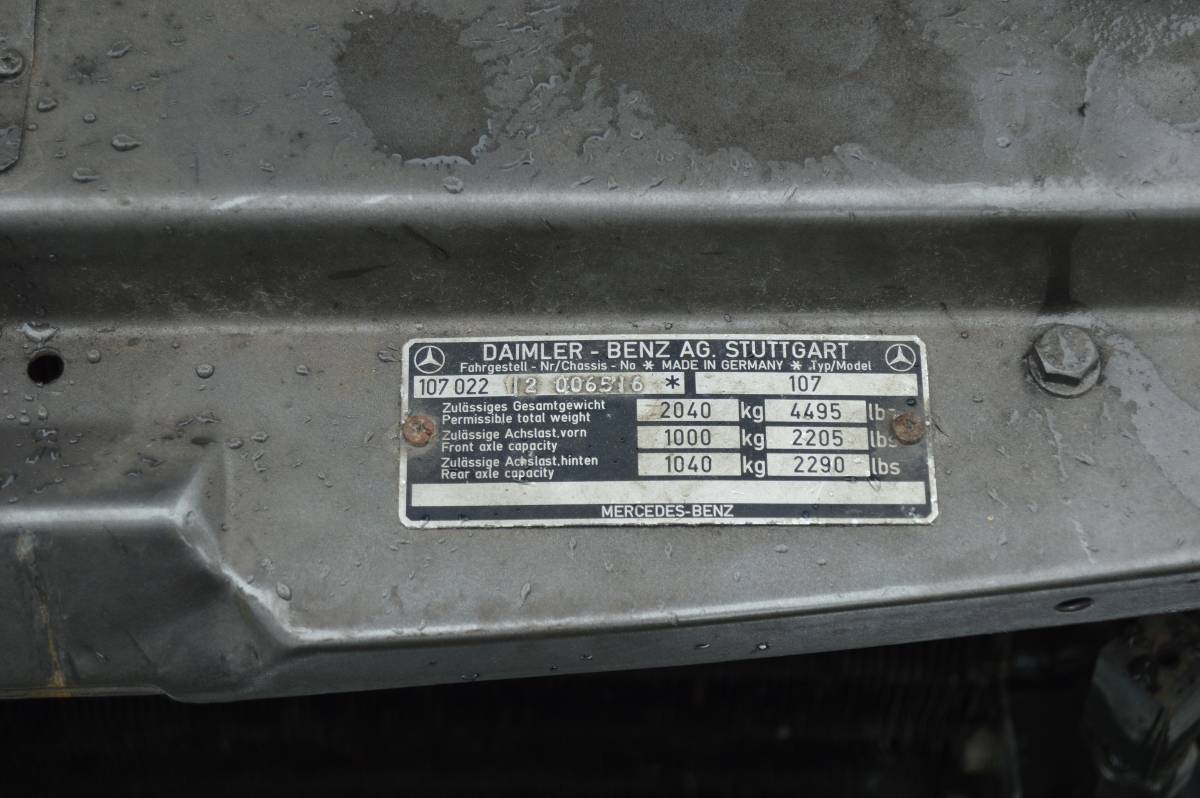 DAIMLER - BENZ AG. STUTTGART
Fahrgestell - Nr/Chassis - No * MADE IN GERMANY * Typ/Model
107 022 12 006516 * 107
Zulässiges Gesamtgewicht
Permissible total weight 2040 kg 4495 lbs
Zulässige Achslast,vorn
Front axle capacity 1000 kg 2205 lbs
Zulässige Achslast,hinten
Rear axle capacity 1040 kg 2290 lbs
MERCEDES-BENZ